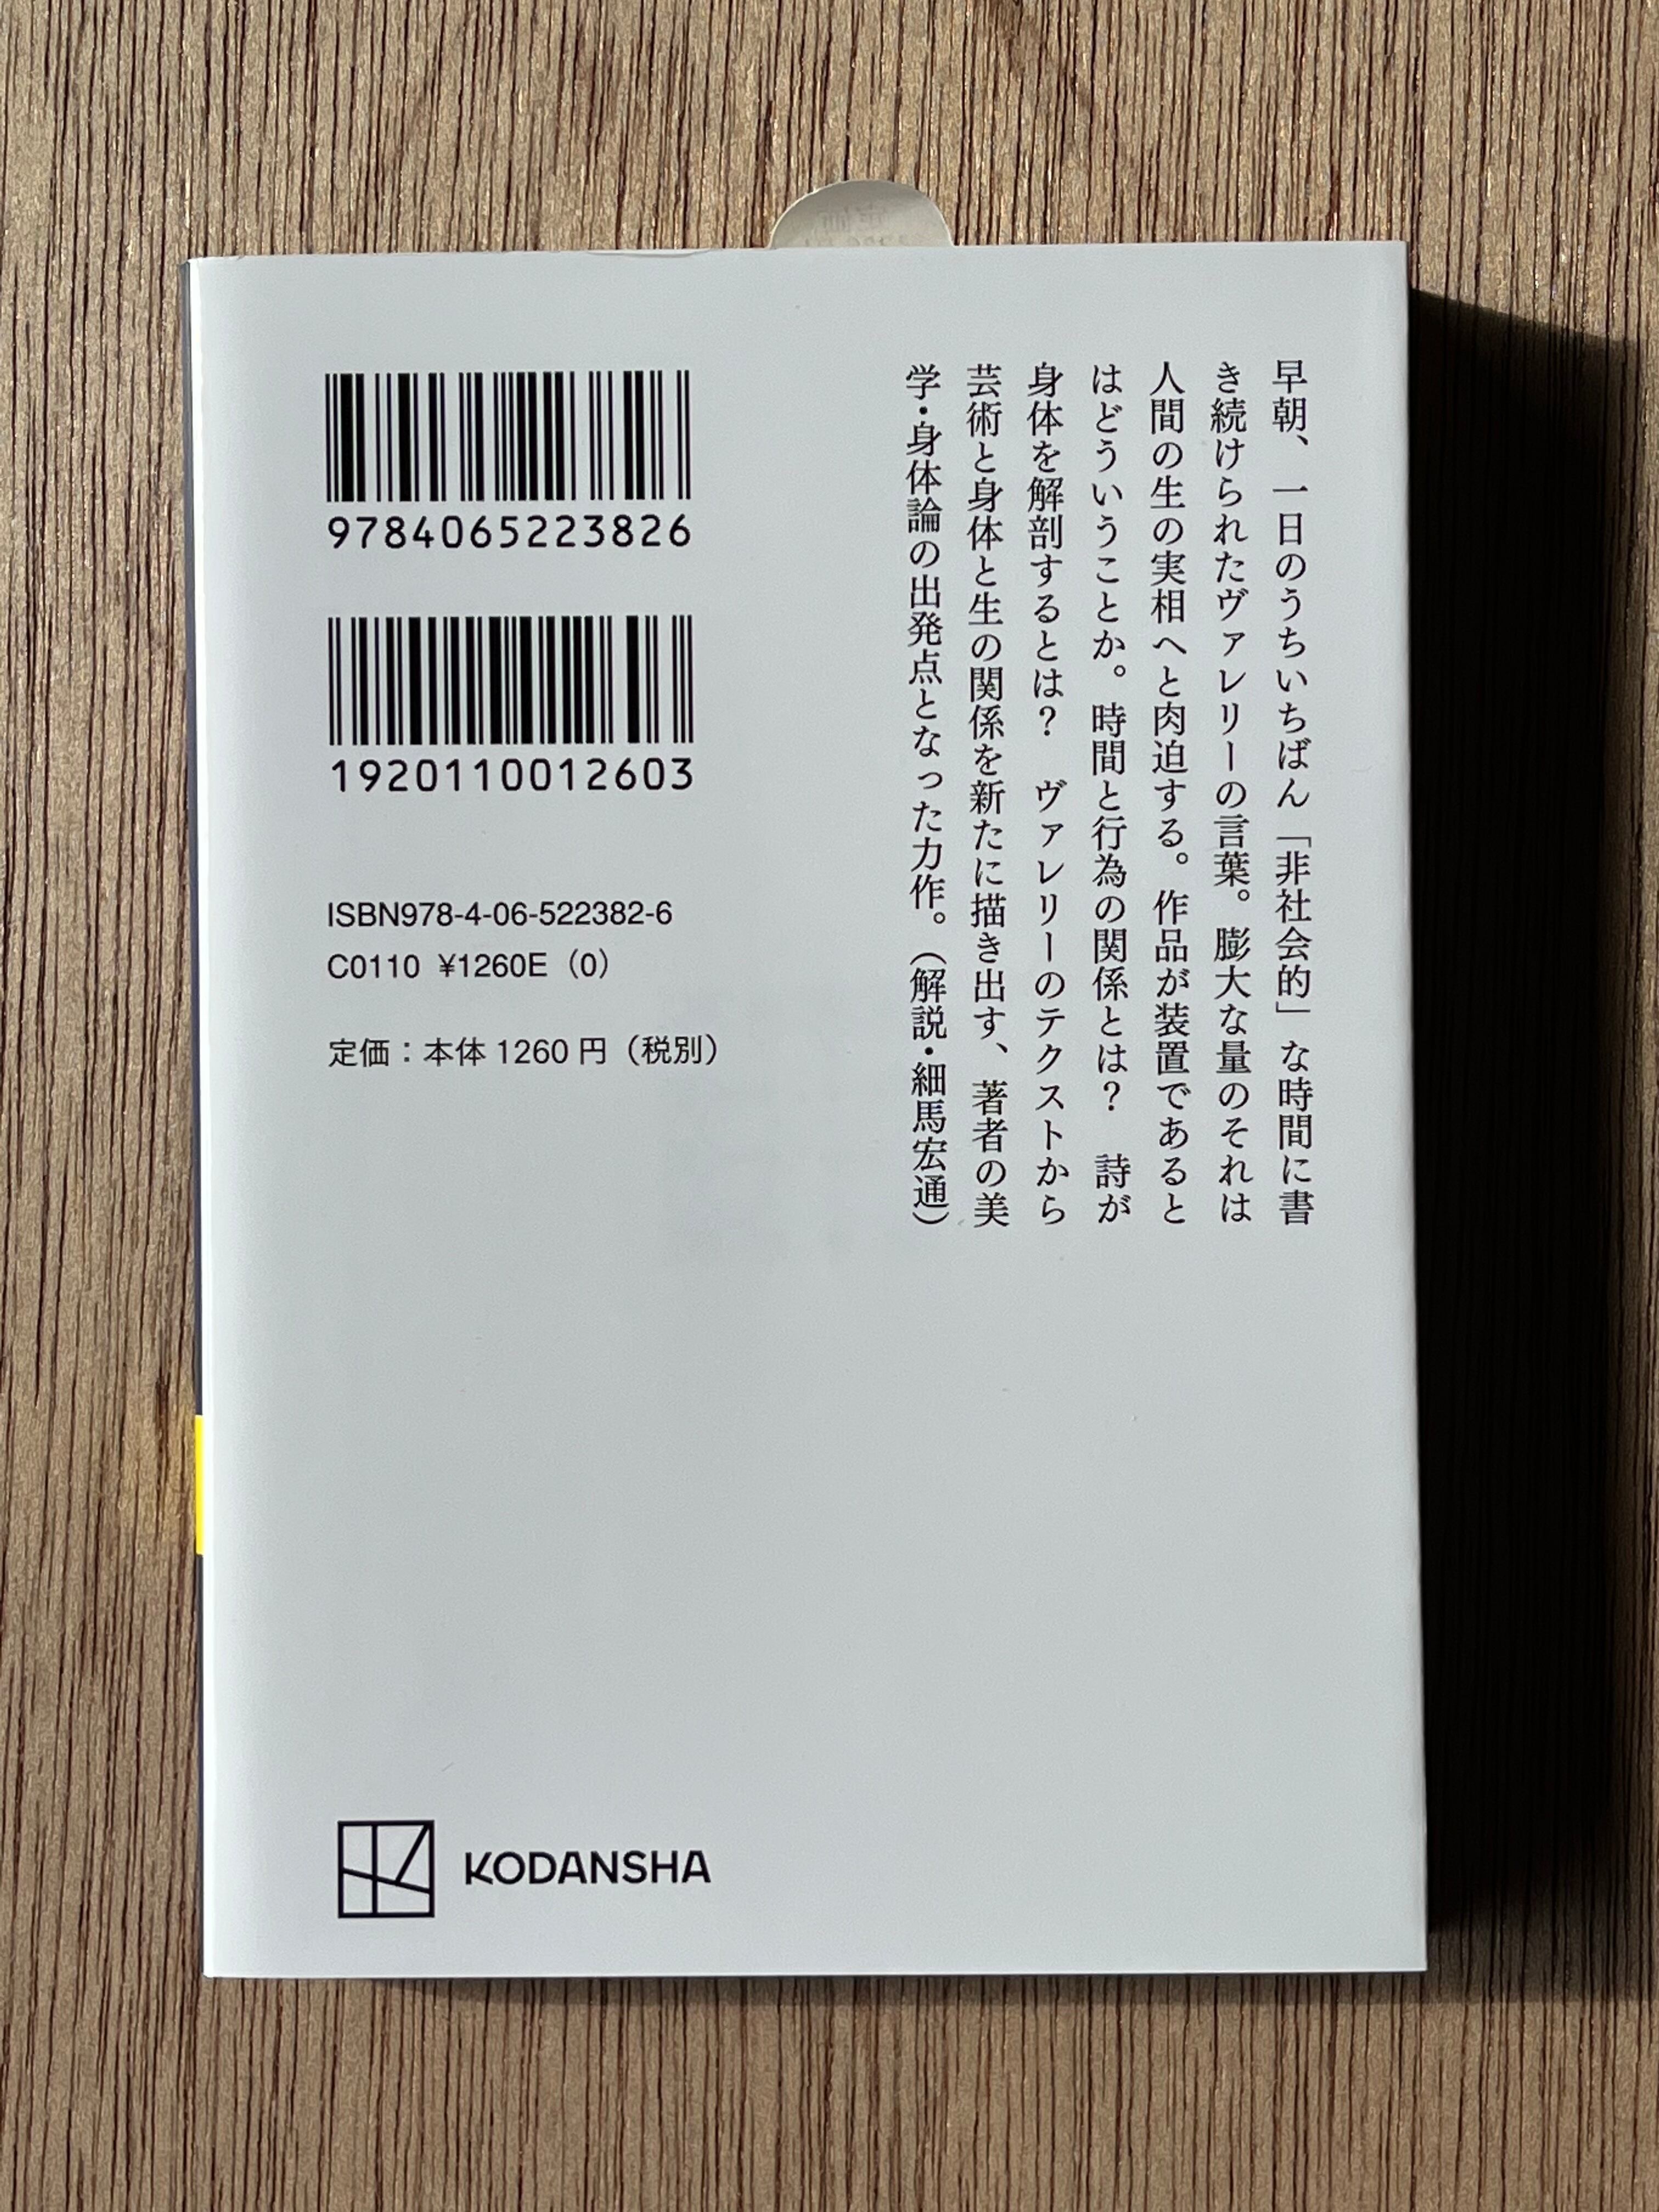 早朝、一日のうちいちばん「非社会的」な時間に書
き続けられたヴァレリーの言葉。膨大な量のそれは
人間の生の実相へと肉迫する。作品が装置であると
はどういうことか。時間と行為の関係とは？　詩が
身体を解剖するとは？　ヴァレリーのテクストから
芸術と身体と生の関係を新たに描き出す、著者の美
学・身体論の出発点となった力作。（解説・細馬宏通）
9784065223826
1920110012603
ISBN978-4-06-522382-6
C0110 ¥1260E（0）
定価：本体1260円（税別）
KODANSHA